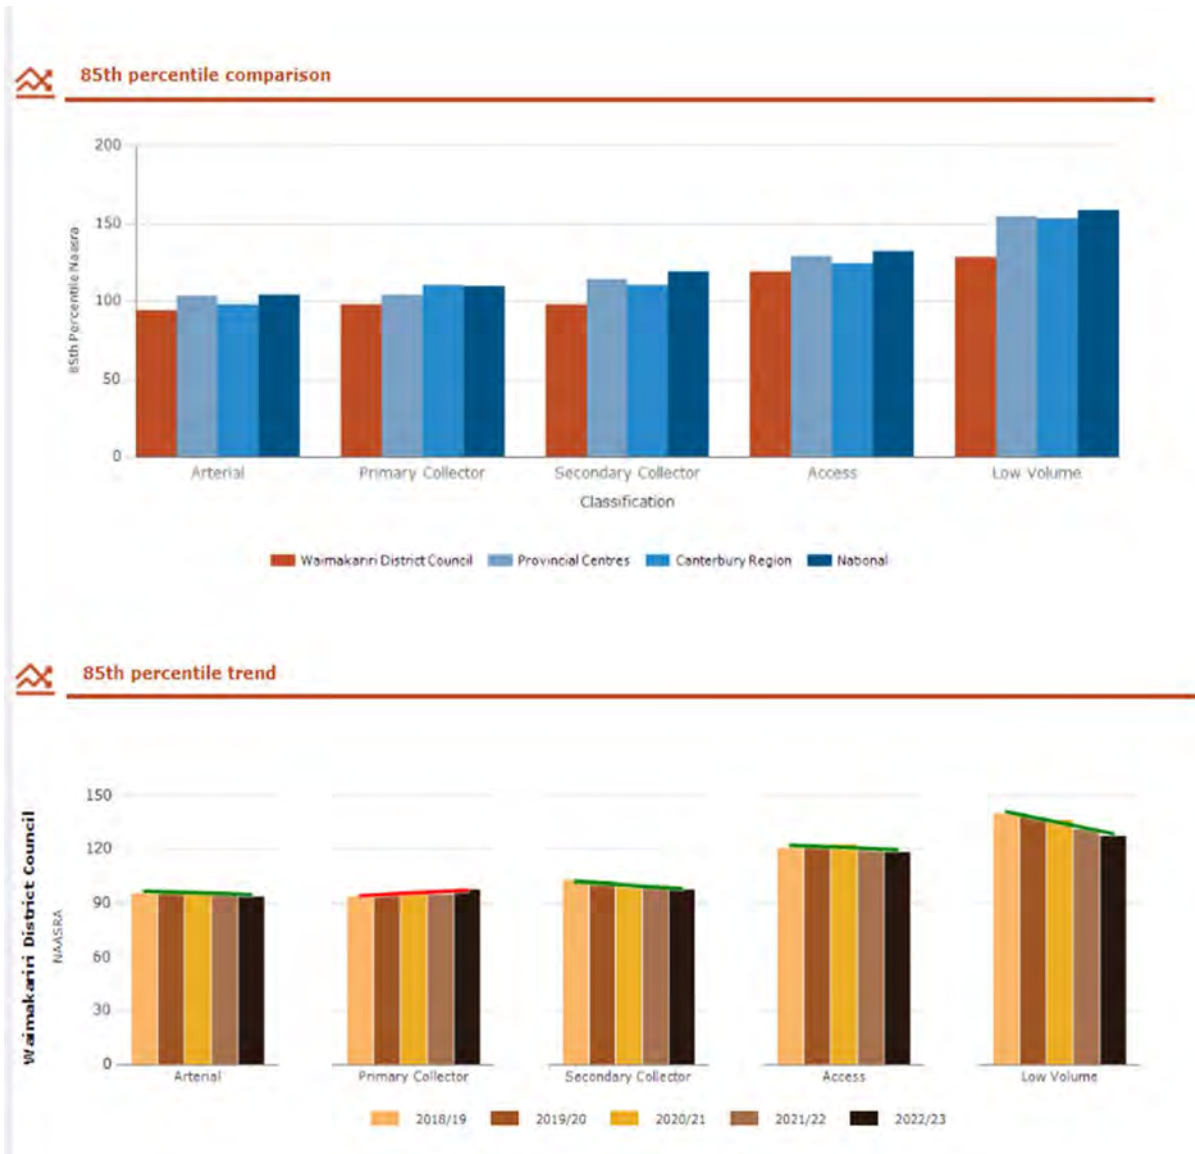 85th percentile comparison
200
150
100
50
0
85th Percentile Naasra
Arterial Primary Collector Secondary Collector Access Low Volume
Classification
Waimakariri District Council Provincial Centres Canterbury Region National
85th percentile trend
150
120
90
60
30
0
Waimakariri District Council
NAASRA
Arterial Primary Collector Secondary Collector Access Low Volume
2018/19 2019/20 2020/21 2021/22 2022/23